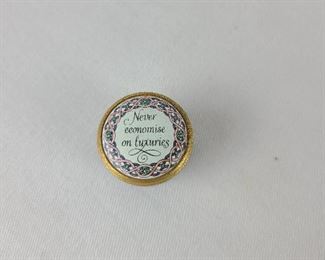 Never
economise
on luxuries